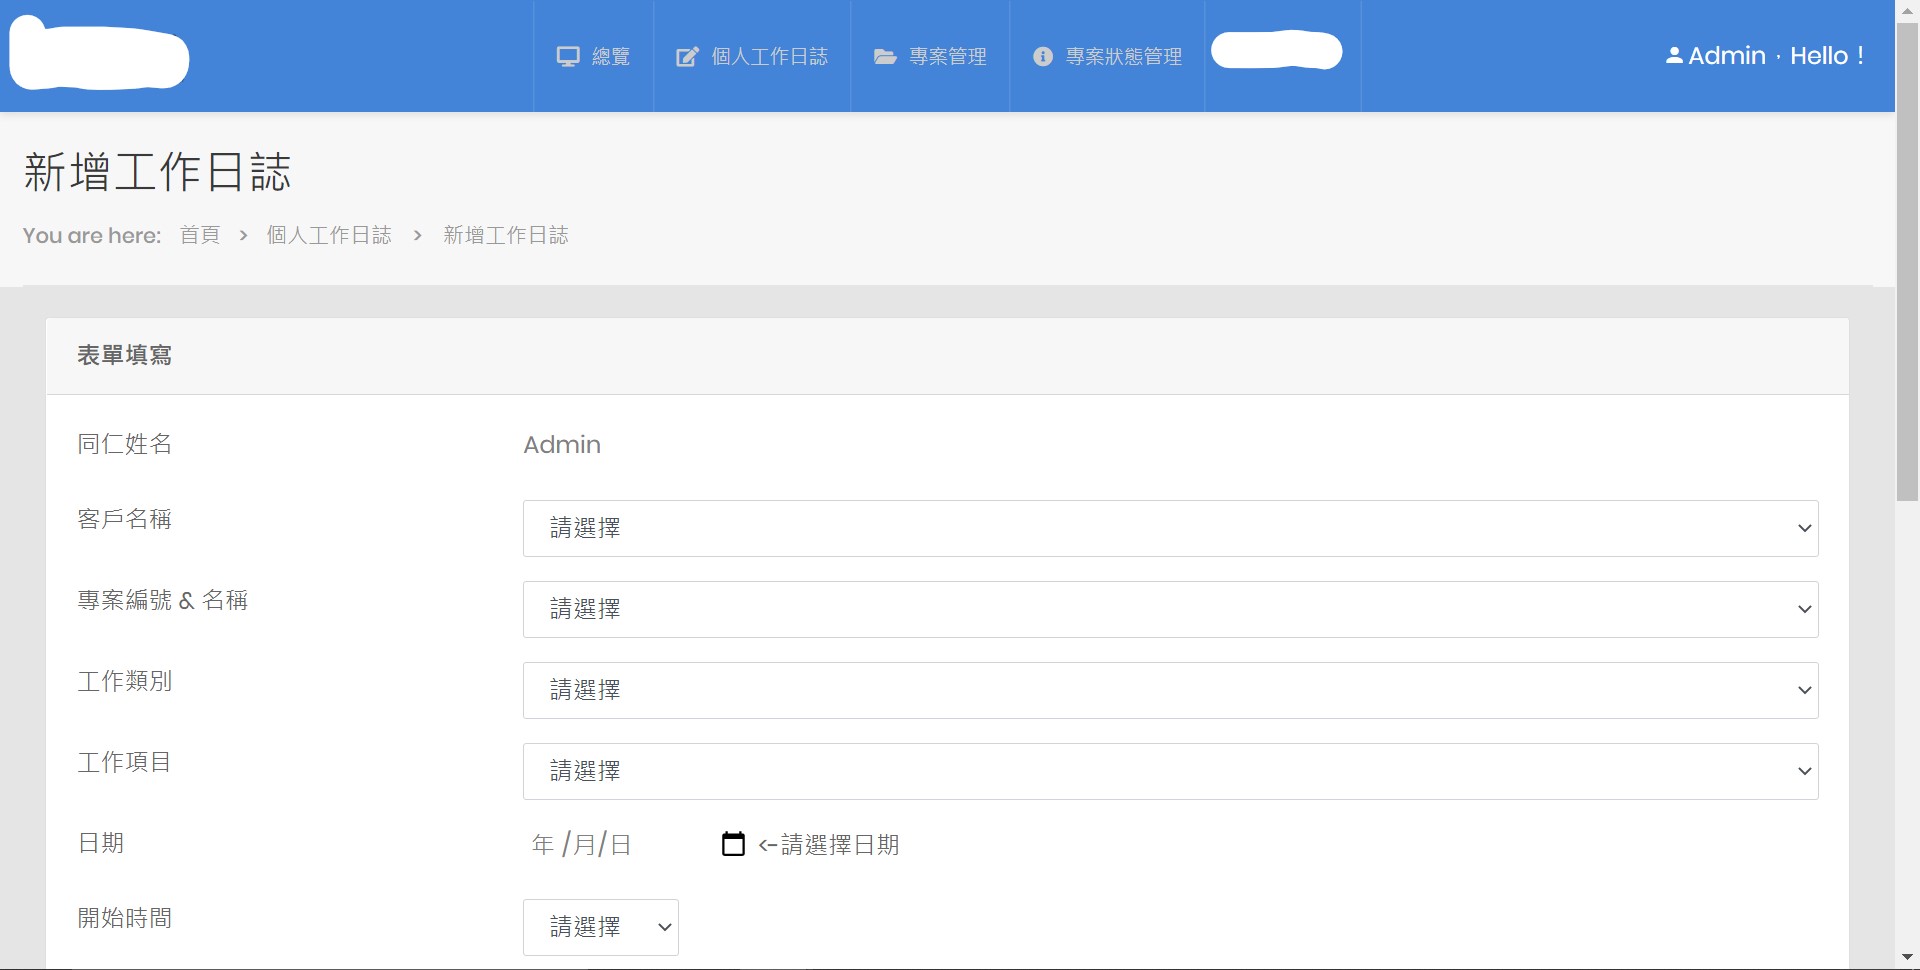 總覽 個人工作日誌 專案管理 專案狀態管理 Admin，Hello！
新增工作日誌
You are here: 首頁 > 個人工作日誌 > 新增工作日誌
表單填寫
同仁姓名 Admin
客戶名稱 請選擇
專案編號 & 名稱 請選擇
工作類別 請選擇
工作項目 請選擇
日期 年 /月/日 <-請選擇日期
開始時間 請選擇